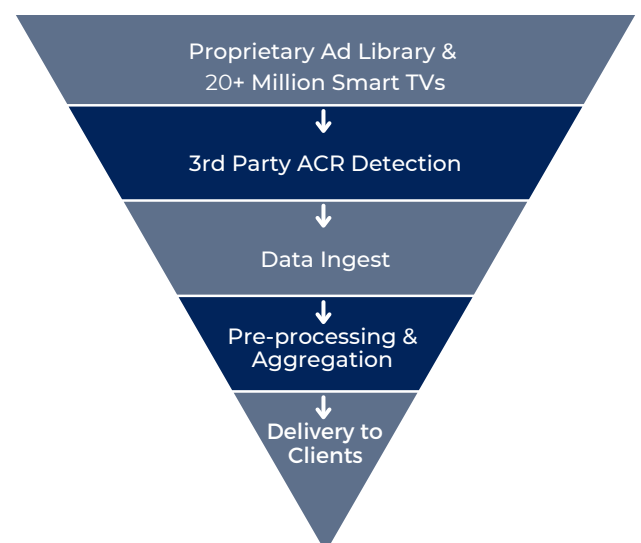 Proprietary Ad Library &
20+ Million Smart TVs
3rd Party ACR Detection
Data Ingest
Pre-processing &
Aggregation
Delivery to
Clients